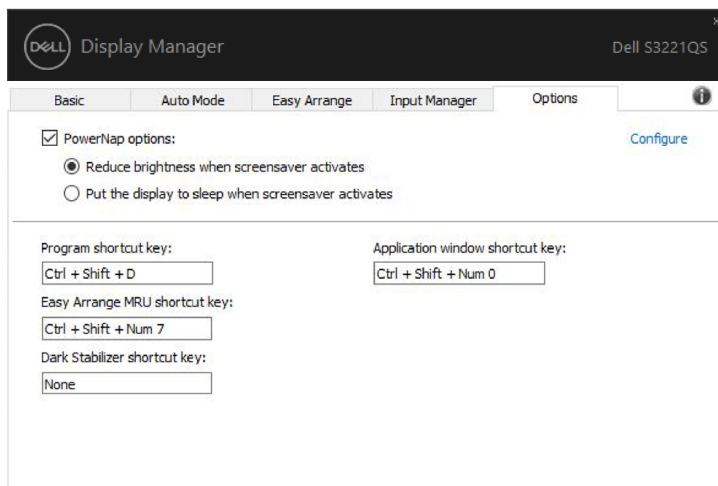 DELL Display Manager
Dell S3221QS
Basic Auto Mode Easy Arrange Input Manager Options
PowerNap options:
Configure
Reduce brightness when screensaver activates
Put the display to sleep when screensaver activates
Program shortcut key:
Application window shortcut key:
Ctrl + Shift + D
Ctrl + Shift + Num 0
Easy Arrange MRU shortcut key:
Ctrl + Shift + Num 7
Dark Stabilizer shortcut key:
None